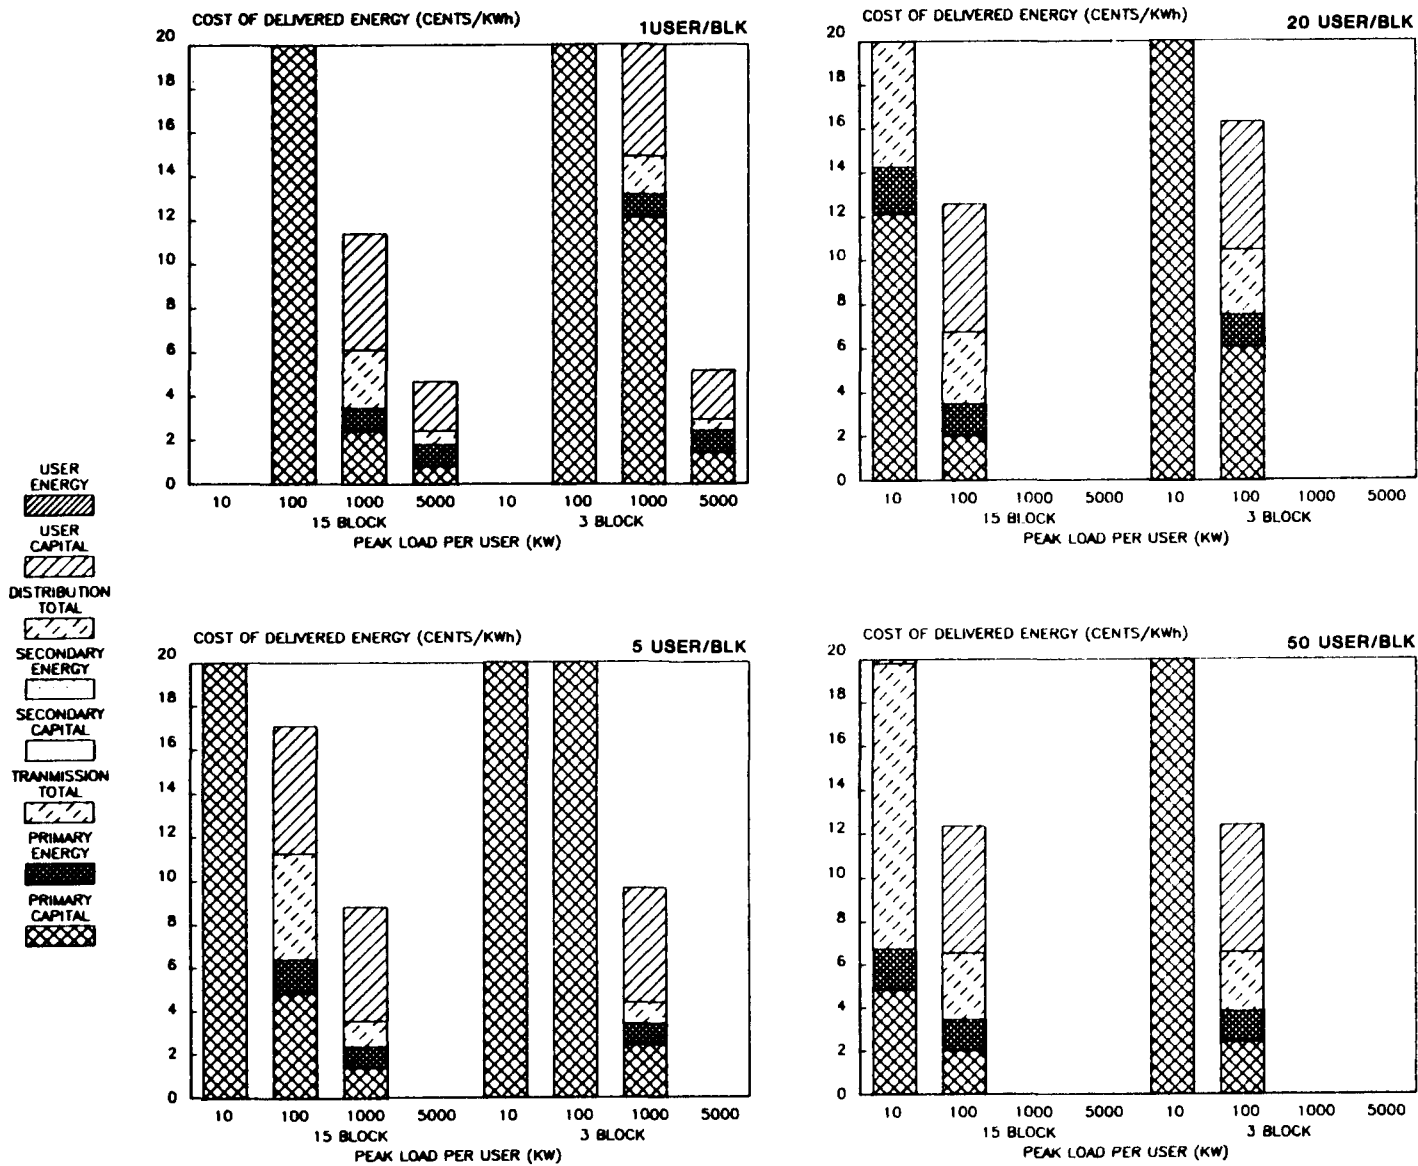 COST OF DELIVERED ENERGY (CENTS/KWh)
1USER/BLK
20
18
16
14
12
10
8
6
4
2
0
10 100 1000 5000 10 100 1000 5000
15 BLOCK 3 BLOCK
PEAK LOAD PER USER (KW)
COST OF DELIVERED ENERGY (CENTS/KWh)
20 USER/BLK
20
18
16
14
12
10
8
6
4
2
0
10 100 1000 5000 10 100 1000 5000
15 BLOCK 3 BLOCK
PEAK LOAD PER USER (KW)
USER
ENERGY
USER
CAPITAL
DISTRIBUTION
TOTAL
SECONDARY
ENERGY
SECONDARY
CAPITAL
TRANMISSION
TOTAL
PRIMARY
ENERGY
PRIMARY
CAPITAL
COST OF DELIVERED ENERGY (CENTS/KWh)
5 USER/BLK
20
18
16
14
12
10
8
6
4
2
0
10 100 1000 5000 10 100 1000 5000
15 BLOCK 3 BLOCK
PEAK LOAD PER USER (KW)
COST OF DELIVERED ENERGY (CENTS/KWh)
50 USER/BLK
20
18
16
14
12
10
8
6
4
2
0
10 100 1000 5000 10 100 1000 5000
15 BLOCK 3 BLOCK
PEAK LOAD PER USER (KW)